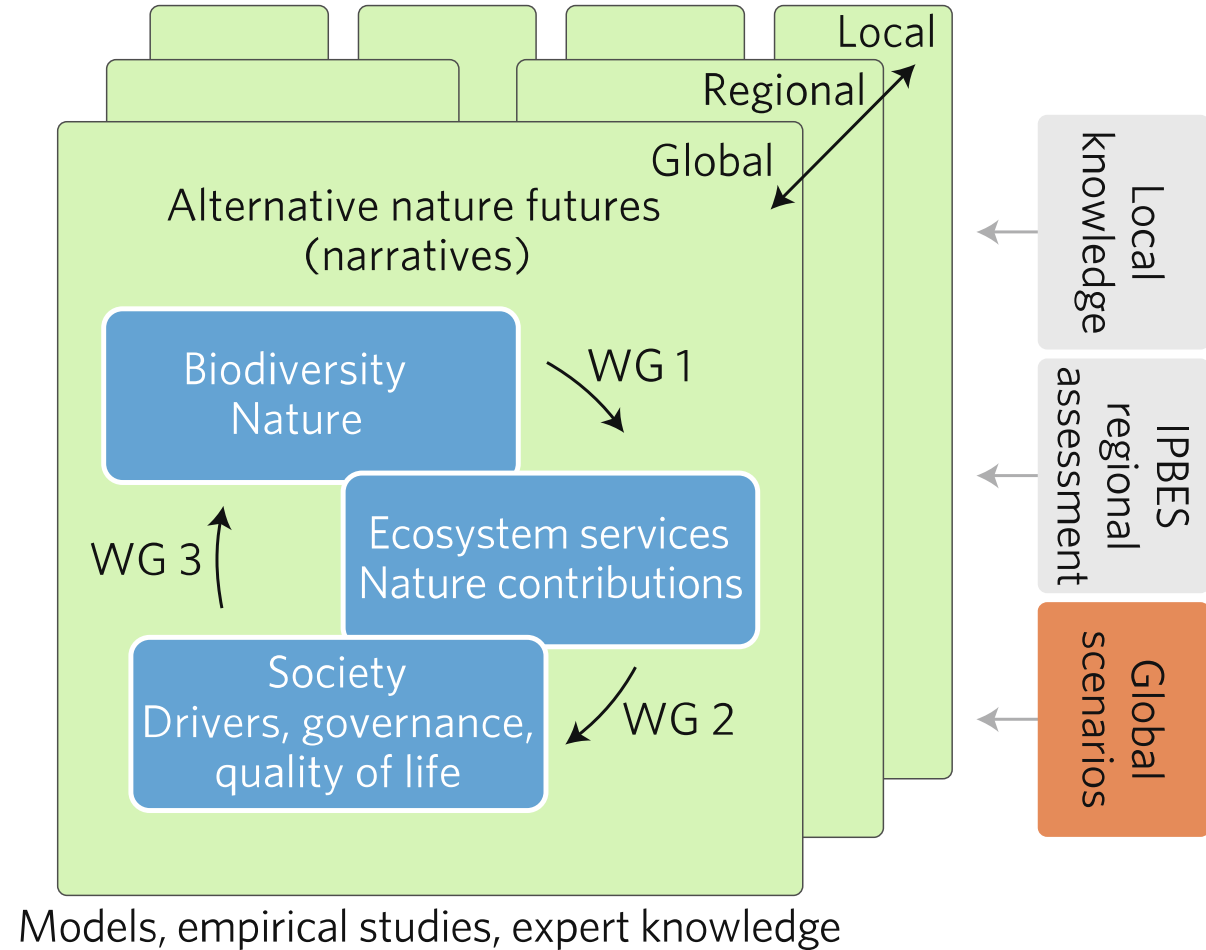 Local
Regional
Global
Alternative nature futures
(narratives)
Biodiversity
Nature
WG 1
Ecosystem services
Nature contributions
WG 3
Society
Drivers, governance,
quality of life
WG 2
Models, empirical studies, expert knowledge
Local
knowledge
IPBES
regional
assessment
Global
scenarios